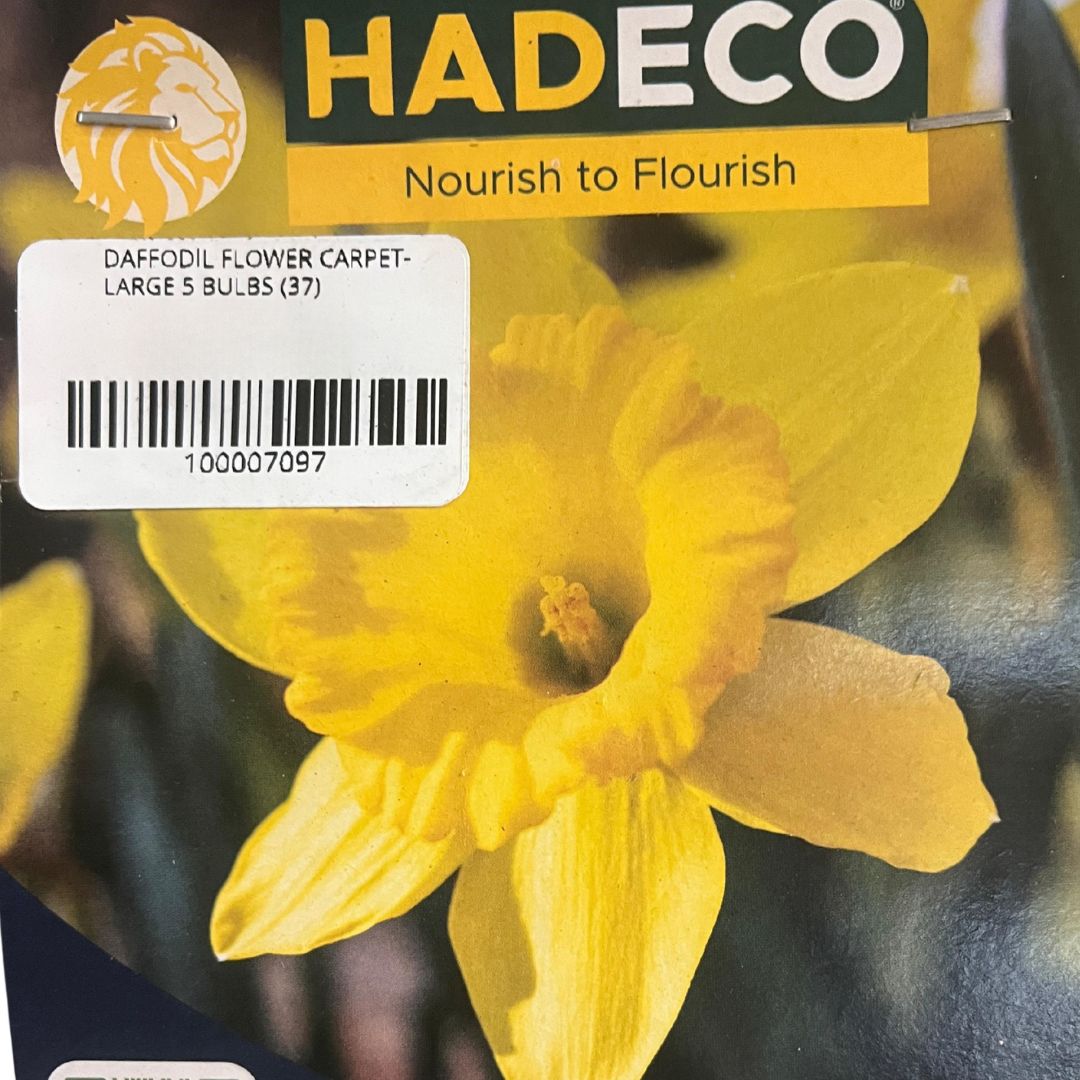 HADECO®
Nourish to Flourish
DAFFODIL FLOWER CARPET-
LARGE 5 BULBS (37)
100007097